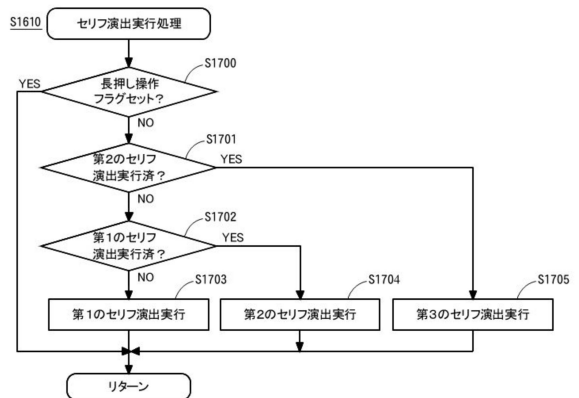 S1610
セリフ演出実行処理
S1700
長押し操作
フラグセット？
YES
NO
S1701
第2のセリフ
演出実行済？
YES
NO
S1702
第1のセリフ
演出実行済？
YES
NO
S1703
第1のセリフ演出実行
S1704
第2のセリフ演出実行
S1705
第3のセリフ演出実行
リターン